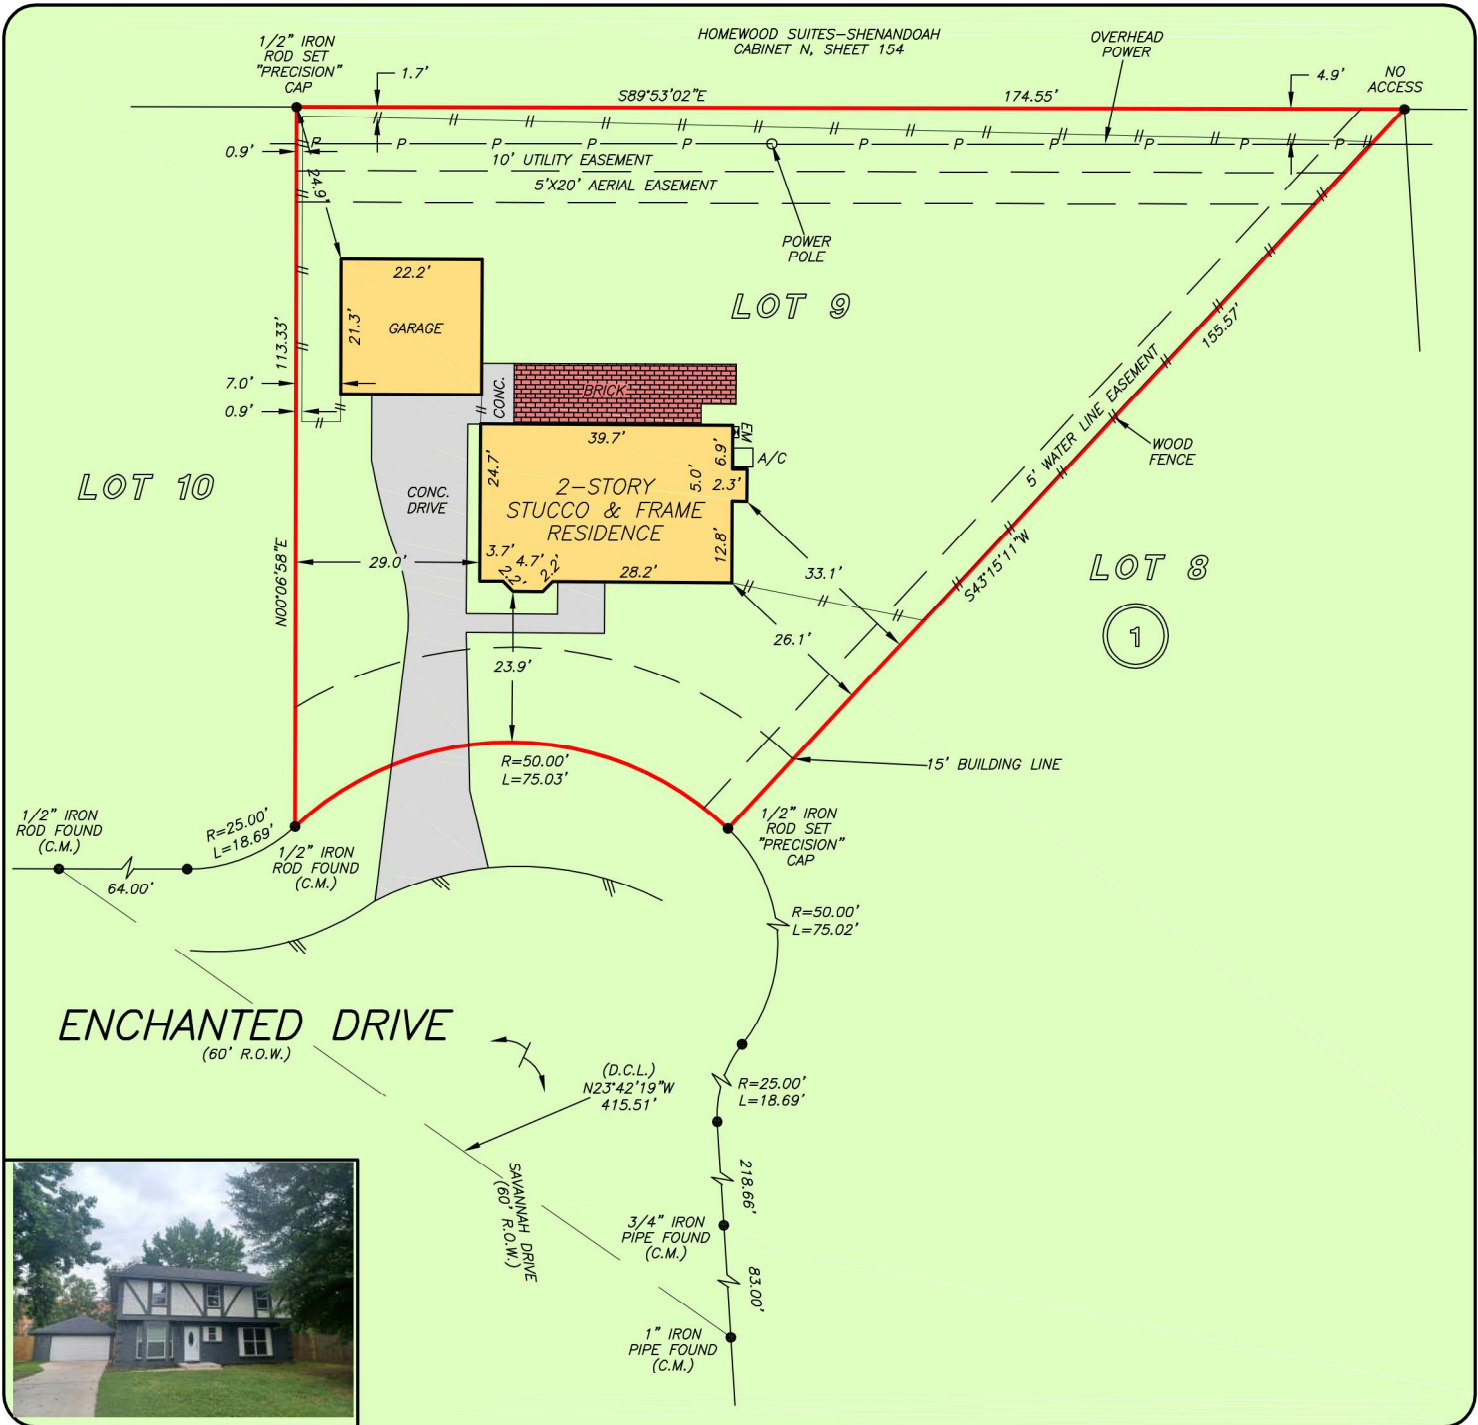 HOMEWOOD SUITES-SHENANDOAH
CABINET N, SHEET 154
1/2" IRON
ROD SET
"PRECISION"
CAP
1.7'
OVERHEAD
POWER
4.9'
NO
ACCESS
S89°53'02"E
174.55'
P
P
P
P
P
P
P
P
P
P
P
0.9'
24.9'
10' UTILITY EASEMENT
5'X20' AERIAL EASEMENT
POWER
POLE
22.2'
GARAGE
21.3'
LOT 9
113.33'
155.57'
7.0'
0.9'
CONC.
BRICK
5' WATER LINE EASEMENT
WOOD
FENCE
39.7'
6.9'
EM
A/C
24.7'
5.0'
2.3'
LOT 10
CONC.
DRIVE
2-STORY
STUCCO & FRAME
RESIDENCE
12.8'
3.7'
4.7'
2.2'
2.2'
28.2'
29.0'
N00°06'58"E
33.1'
S43°15'11"W
LOT 8
1
26.1'
23.9'
R=50.00'
L=75.03'
15' BUILDING LINE
1/2" IRON
ROD FOUND
(C.M.)
R=25.00'
L=18.69'
1/2" IRON
ROD FOUND
(C.M.)
1/2" IRON
ROD SET
"PRECISION"
CAP
64.00'
R=50.00'
L=75.02'
ENCHANTED DRIVE
(60' R.O.W.)
(D.C.L.)
N23°42'19"W
415.51'
R=25.00'
L=18.69'
SAVANNAH DRIVE
(60' R.O.W.)
218.66'
3/4" IRON
PIPE FOUND
(C.M.)
83.00'
1" IRON
PIPE FOUND
(C.M.)